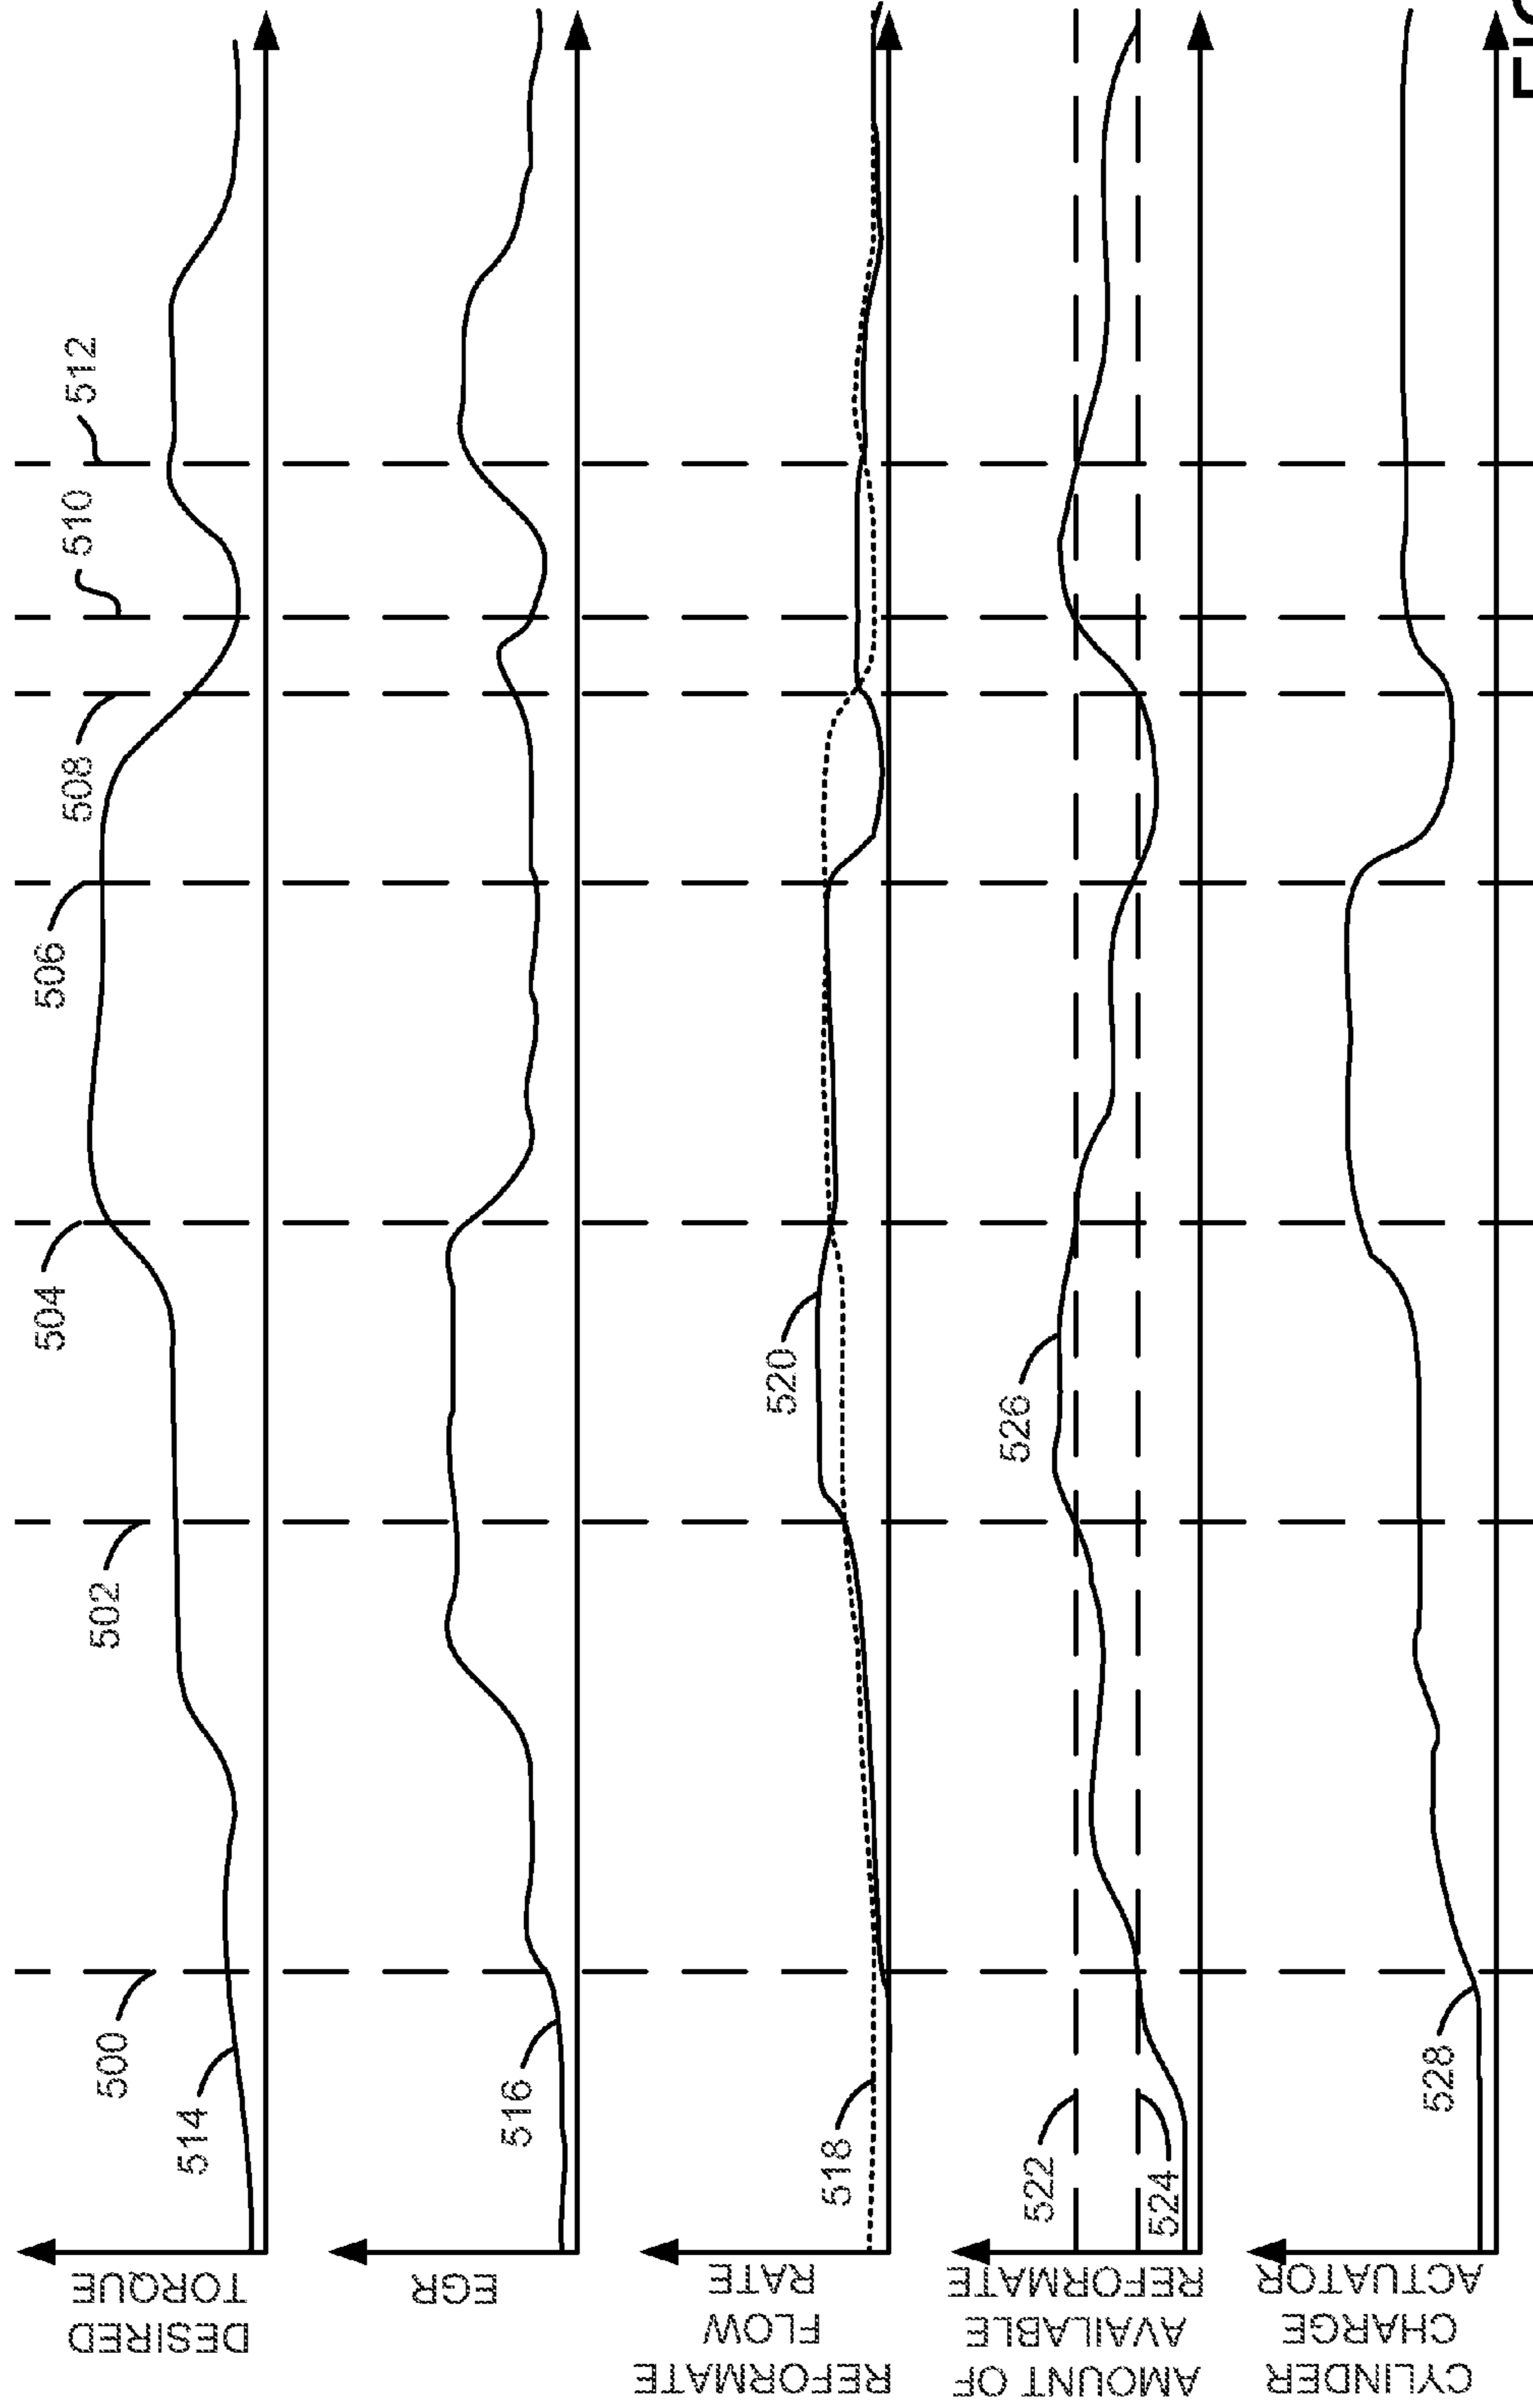 DESIRED
TORQUE
500
502
504
506
508
510
512
514
EGR
516
REFORMATE
FLOW
RATE
518
520
AMOUNT OF
AVAILABLE
REFORMATE
522
524
526
CYLINDER
CHARGE
ACTUATOR
528